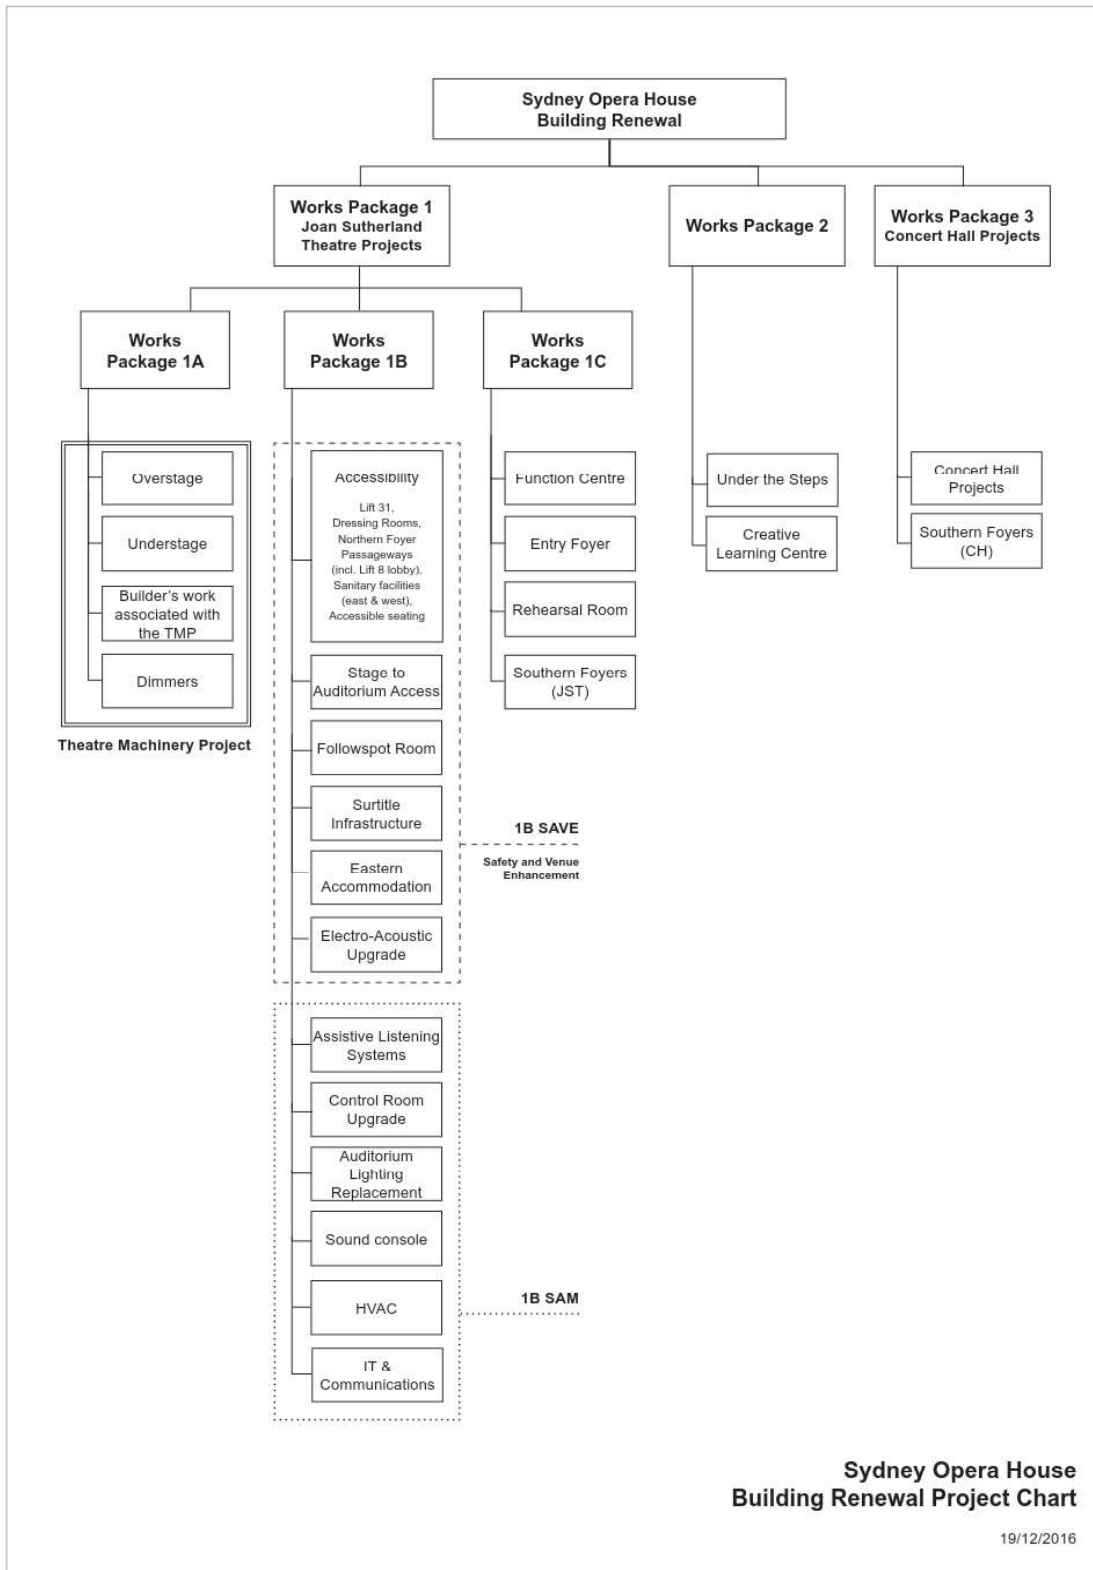 Sydney Opera House
Building Renewal
Works Package 1
Joan Sutherland
Theatre Projects
Works Package 2
Works Package 3
Concert Hall Projects
Works
Package 1A
Works
Package 1B
Works
Package 1C
Overstage
Understage
Builder's work
associated with
the TMP
Dimmers
Theatre Machinery Project
Accessibility
Lift 31,
Dressing Rooms,
Northern Foyer
Passageways
(incl. Lift 8 lobby),
Sanitary facilities
(east & west),
Accessible seating
Stage to
Auditorium Access
Followspot Room
Surtitle
Infrastructure
Eastern
Accommodation
Electro-Acoustic
Upgrade
1B SAVE
Safety and Venue
Enhancement
Assistive Listening
Systems
Control Room
Upgrade
Auditorium
Lighting
Replacement
Sound console
HVAC
IT &
Communications
1B SAM
Function Centre
Entry Foyer
Rehearsal Room
Southern Foyers
(JST)
Under the Steps
Creative
Learning Centre
Concert Hall
Projects
Southern Foyers
(CH)
Sydney Opera House
Building Renewal Project Chart
19/12/2016